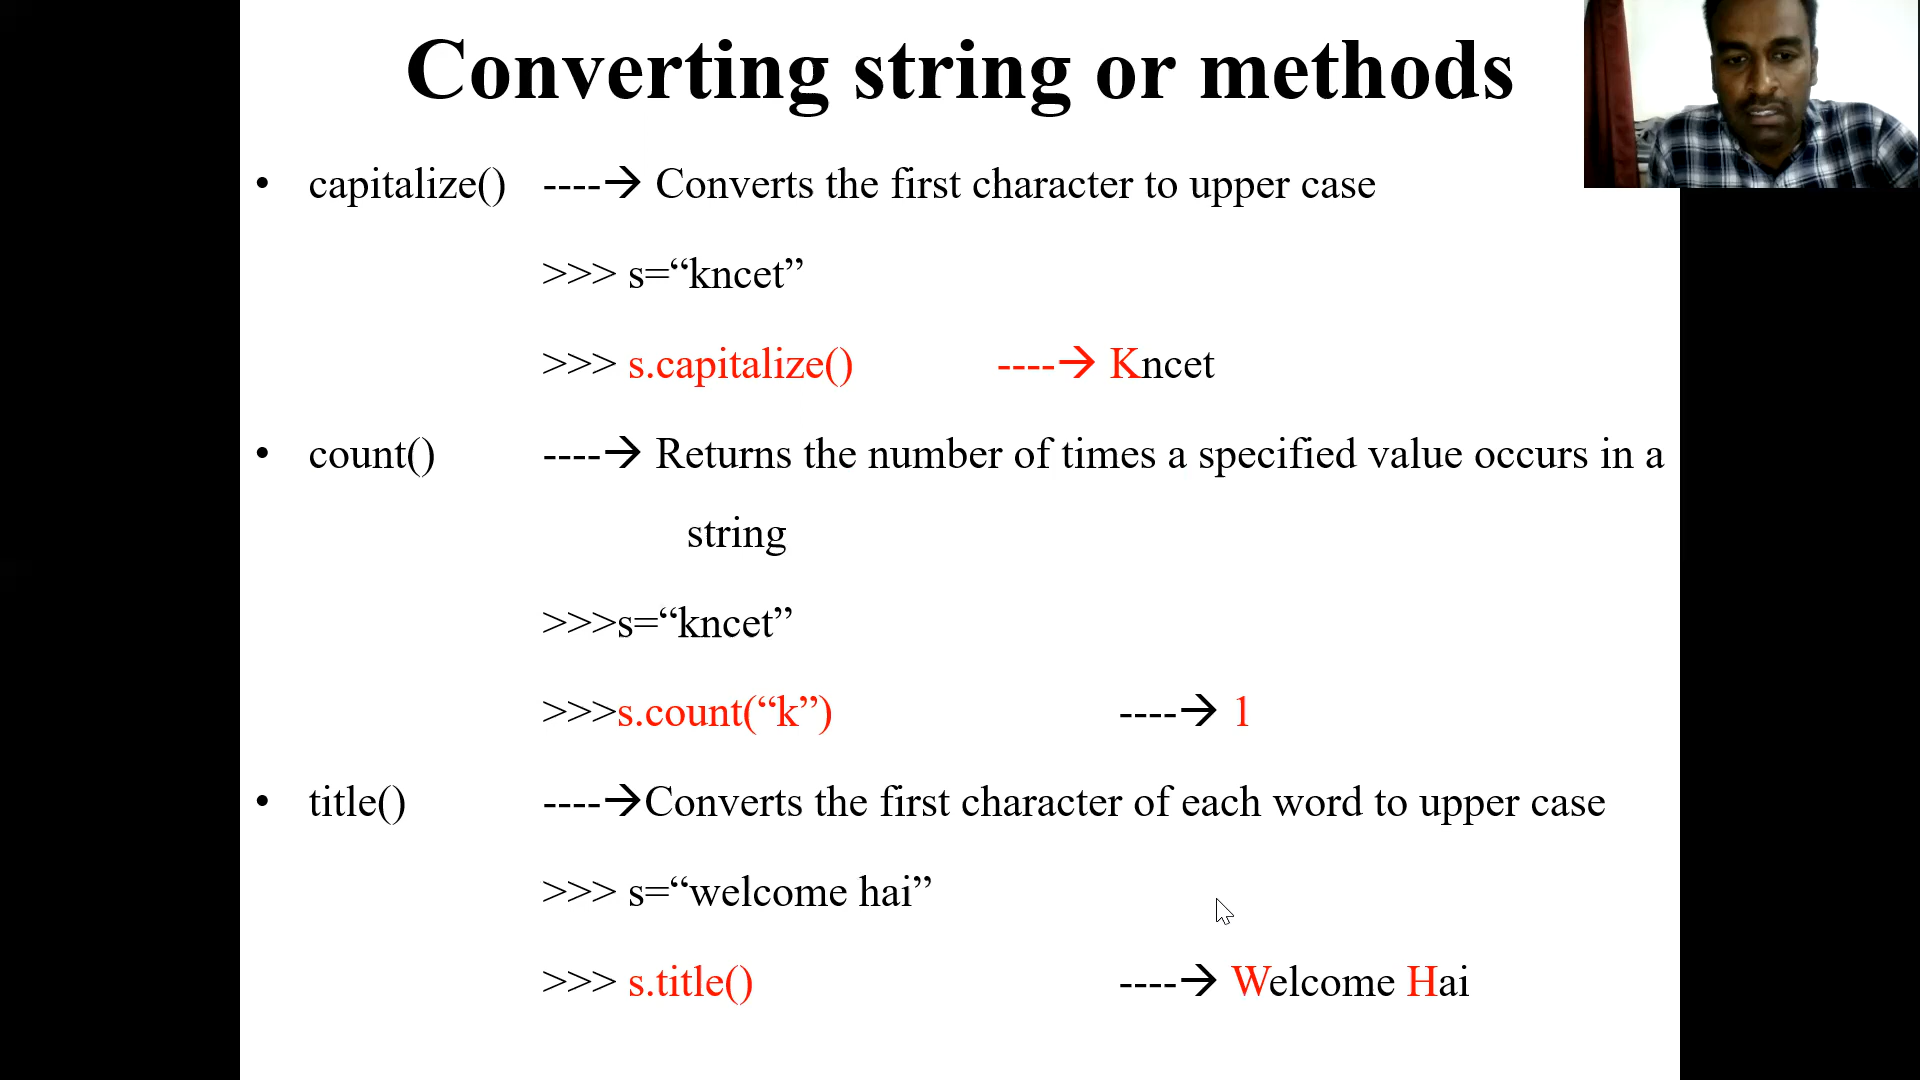 Converting string or methods
• capitalize() ----→ Converts the first character to upper case
>>> s=“kncet”
>>> s.capitalize() ----→ Kncet
• count() ----→ Returns the number of times a specified value occurs in a
string
>>>s=“kncet”
>>>s.count(“k”) ----→ 1
• title() ----→Converts the first character of each word to upper case
>>> s=“welcome hai”
>>> s.title() ----→ Welcome Hai